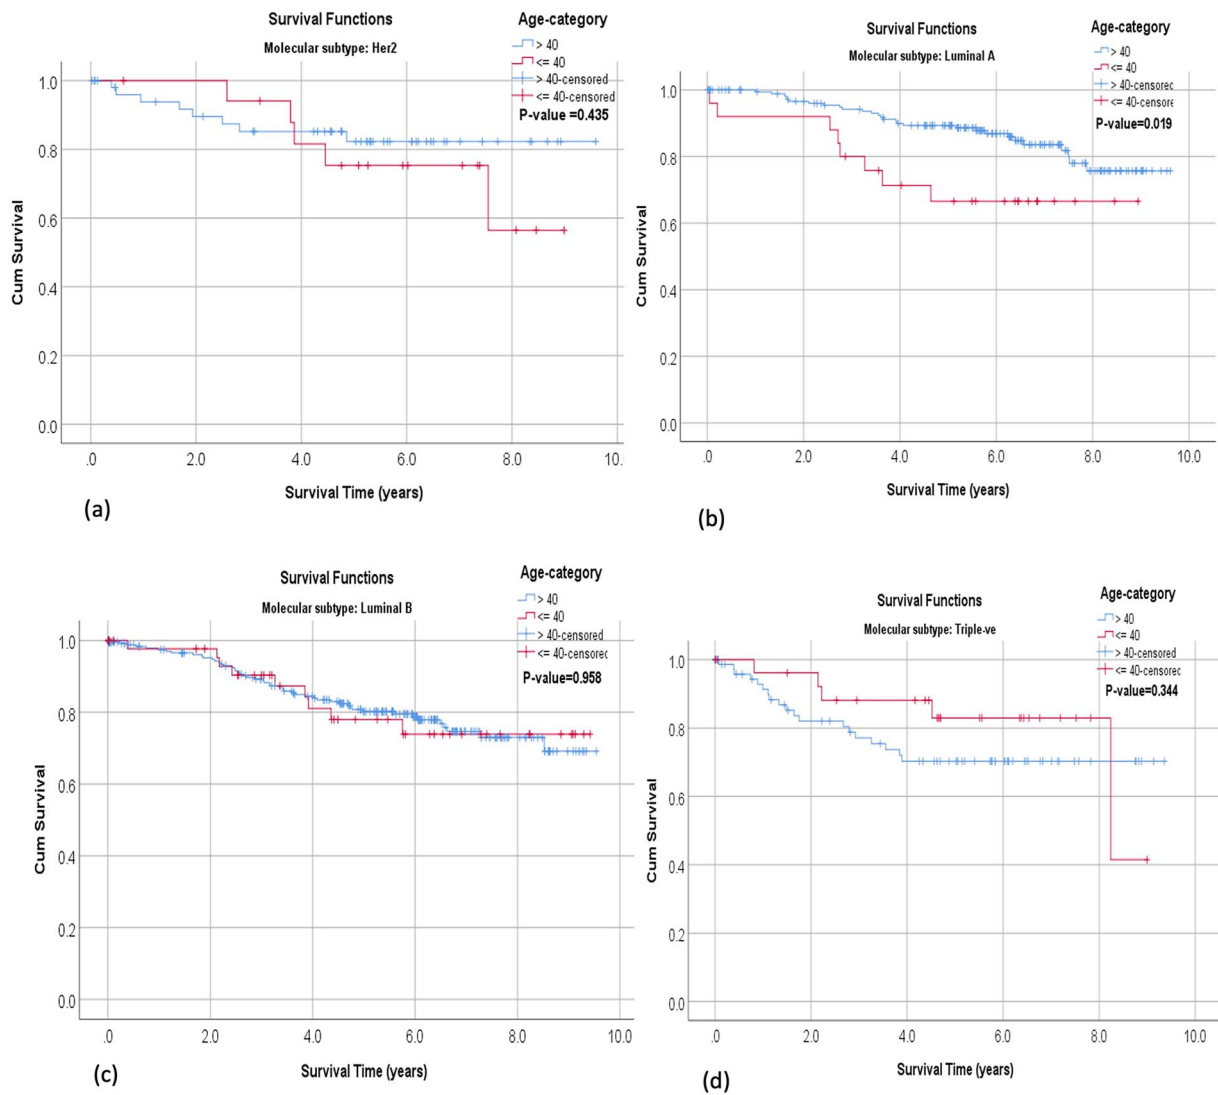 Survival Functions
Molecular subtype: Her2
Age-category
> 40
<= 40
> 40-censored
<= 40-censored
P-value =0.435
Cum Survival
1.0
0.8
0.6
0.4
0.2
0.0
.0 2.0 4.0 6.0 8.0 10.
Survival Time (years)
(a)
Survival Functions
Molecular subtype: Luminal A
Age-category
> 40
<= 40
> 40-censored
<= 40-censore
P-value=0.019
Cum Survival
1.0
0.8
0.6
0.4
0.2
0.0
.0 2.0 4.0 6.0 8.0 10.0
Survival Time (years)
(b)
Survival Functions
Molecular subtype: Luminal B
Age-category
> 40
<= 40
> 40-censored
<= 40-censored
P-value=0.958
Cum Survival
1.0
0.8
0.6
0.4
0.2
0.0
.0 2.0 4.0 6.0 8.0 10.0
Survival Time (years)
(c)
Survival Functions
Molecular subtype: Triple-ve
Age-category
> 40
<= 40
> 40-censored
<= 40-censorec
P-value=0.344
Cum Survival
1.0
0.8
0.6
0.4
0.2
0.0
.0 2.0 4.0 6.0 8.0 10.0
Survival Time (years)
(d)